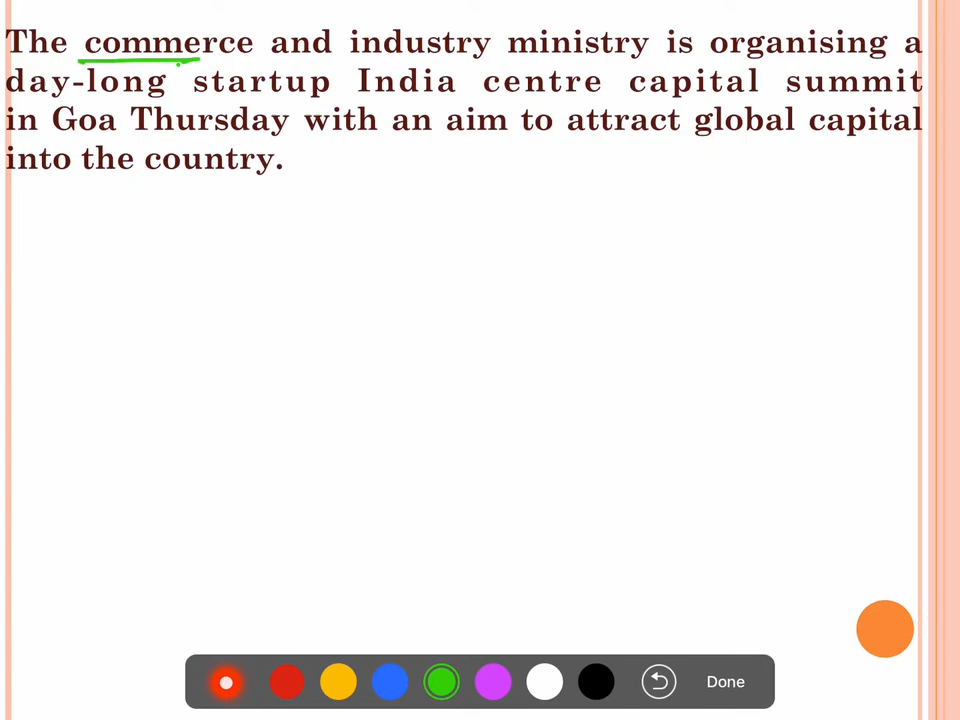 The commerce and industry ministry is organising a
day-long startup India centre capital summit
in Goa Thursday with an aim to attract global capital
into the country.
Done